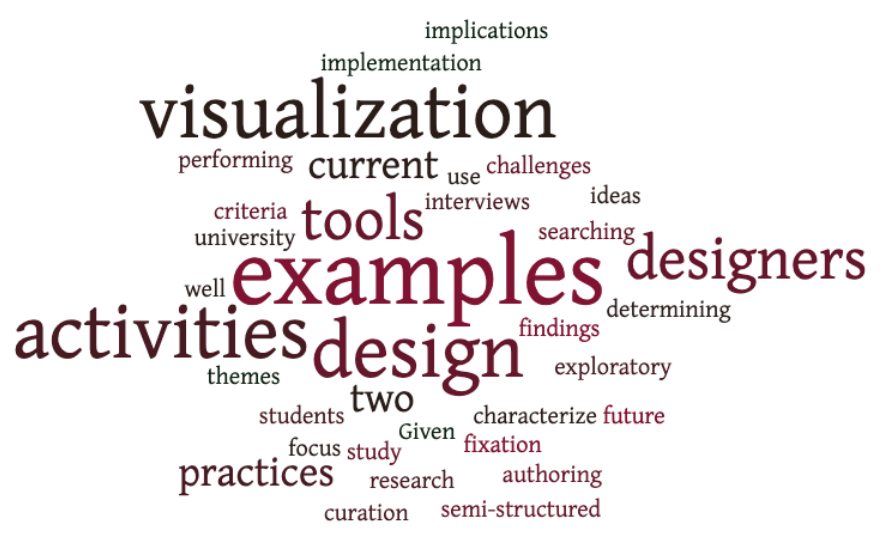 implications
implementation
visualization
performing current use challenges
ideas
criteria tools interviews
university searching
examples designers
well
activities determining
design findings
themes exploratory
two
students characterize future
Given
focus study fixation
practices research authoring
curation semi-structured